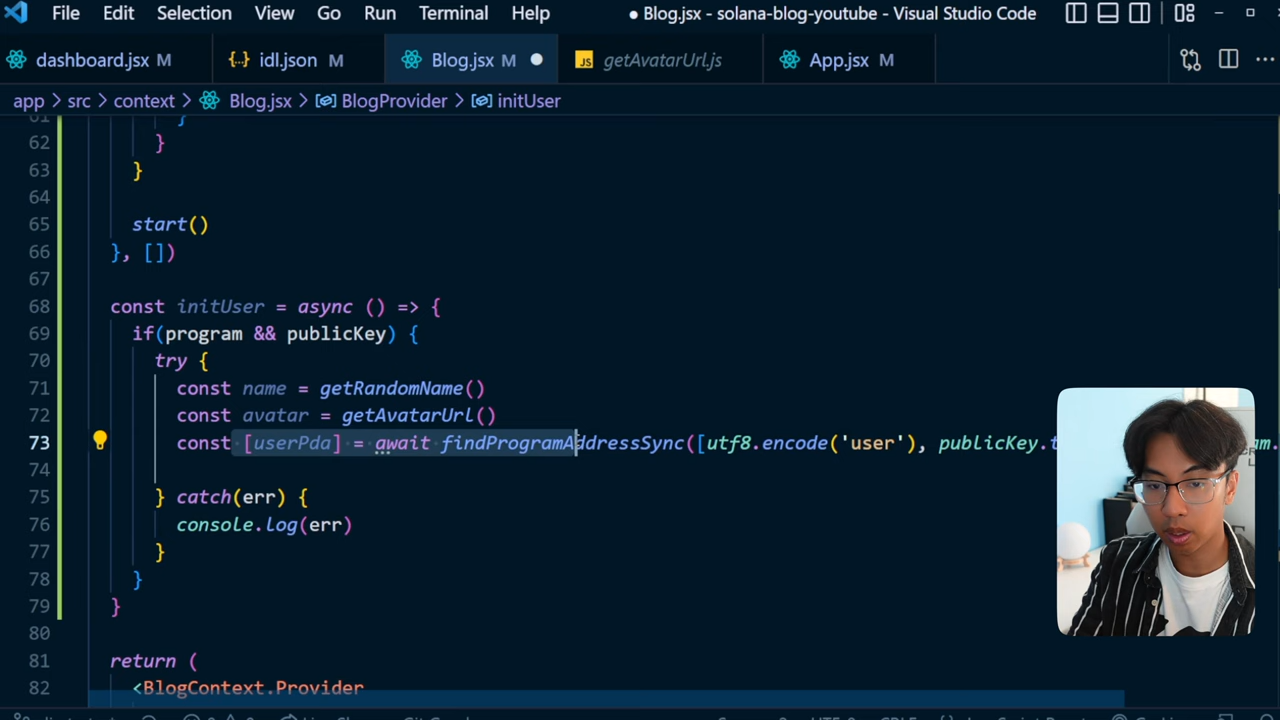 File Edit Selection View Go Run Terminal Help ● Blog.jsx - solana-blog-youtube - Visual Studio Code
dashboard.jsx M {..} idl.json M Blog.jsx M ● JS getAvatarUrl.js App.jsx M
app > src > context > Blog.jsx > BlogProvider > initUser
61 }
62 }
63 }
64
65 start()
66 }, [])
67
68 const initUser = async () => {
69 if(program && publicKey) {
70 try {
71 const name = getRandomName()
72 const avatar = getAvatarUrl()
73 const [userPda] = await findProgramAddressSync([utf8.encode('user'), publicKey.t
74
75 } catch(err) {
76 console.log(err)
77 }
78 }
79 }
80
81 return (
82 <BlogContext.Provider